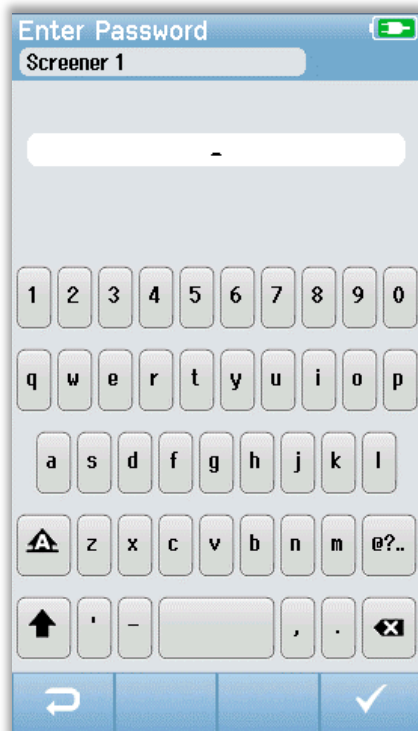 Enter Password
Screener 1
-
1 2 3 4 5 6 7 8 9 0
q w e r t y u i o p
a s d f g h j k l
A z x c v b n m @?..
' - , .